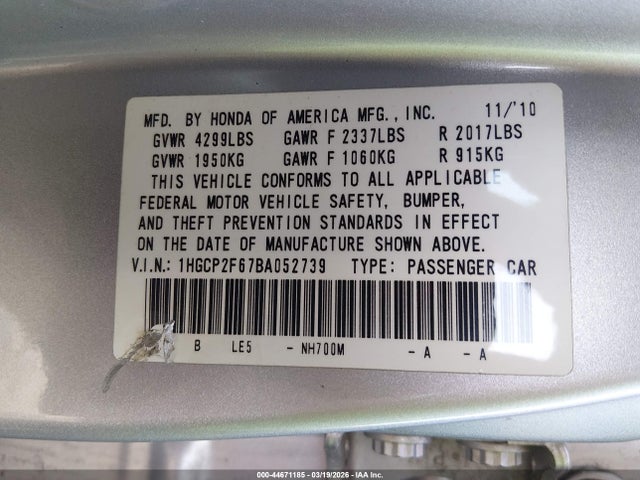 MFD. BY HONDA OF AMERICA MFG., INC. 11/'10
GVWR 4299LBS GAWR F 2337LBS R 2017LBS
GVWR 1950KG GAWR F 1060KG R 915KG
THIS VEHICLE CONFORMS TO ALL APPLICABLE
FEDERAL MOTOR VEHICLE SAFETY, BUMPER,
AND THEFT PREVENTION STANDARDS IN EFFECT
ON THE DATE OF MANUFACTURE SHOWN ABOVE.
V.I.N.: 1HGCP2F67BA052739 TYPE: PASSENGER CAR
B LE5 - NH700M - A - A
000-44671185 - 03/19/2026 - IAA Inc.